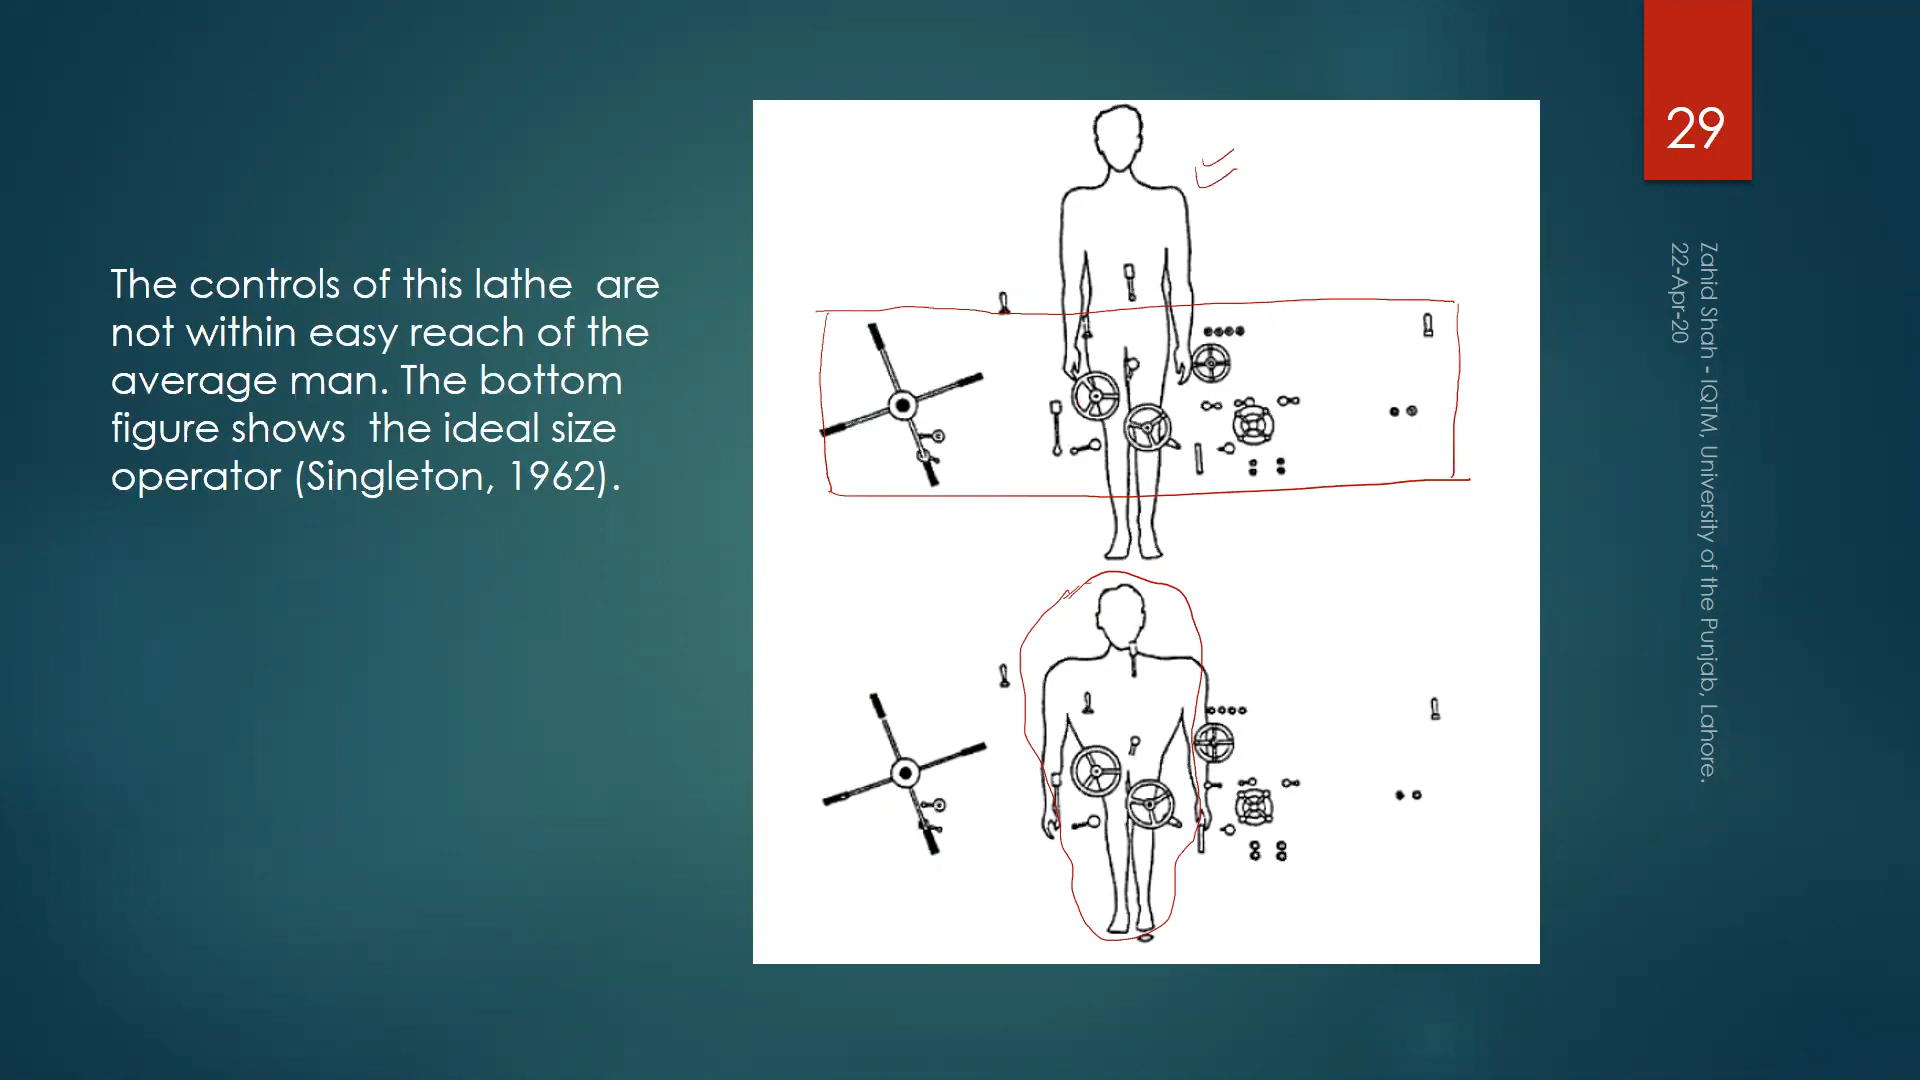 29
The controls of this lathe are
not within easy reach of the
average man. The bottom
figure shows the ideal size
operator (Singleton, 1962).
Zahid Shah - IQTM, University of the Punjab, Lahore.
22-Apr-20